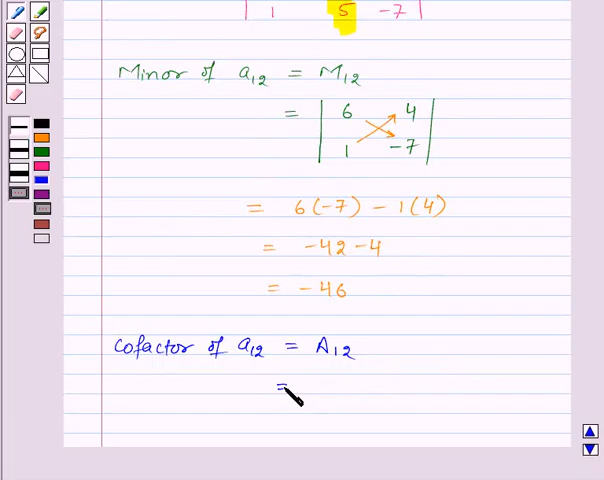 | 1 5 -7 |
Minor of a₁₂ = M₁₂
= | 6 4
1 -7 |
= 6(-7) - 1(4)
= -42 - 4
= -46
Cofactor of a₁₂ = A₁₂
=